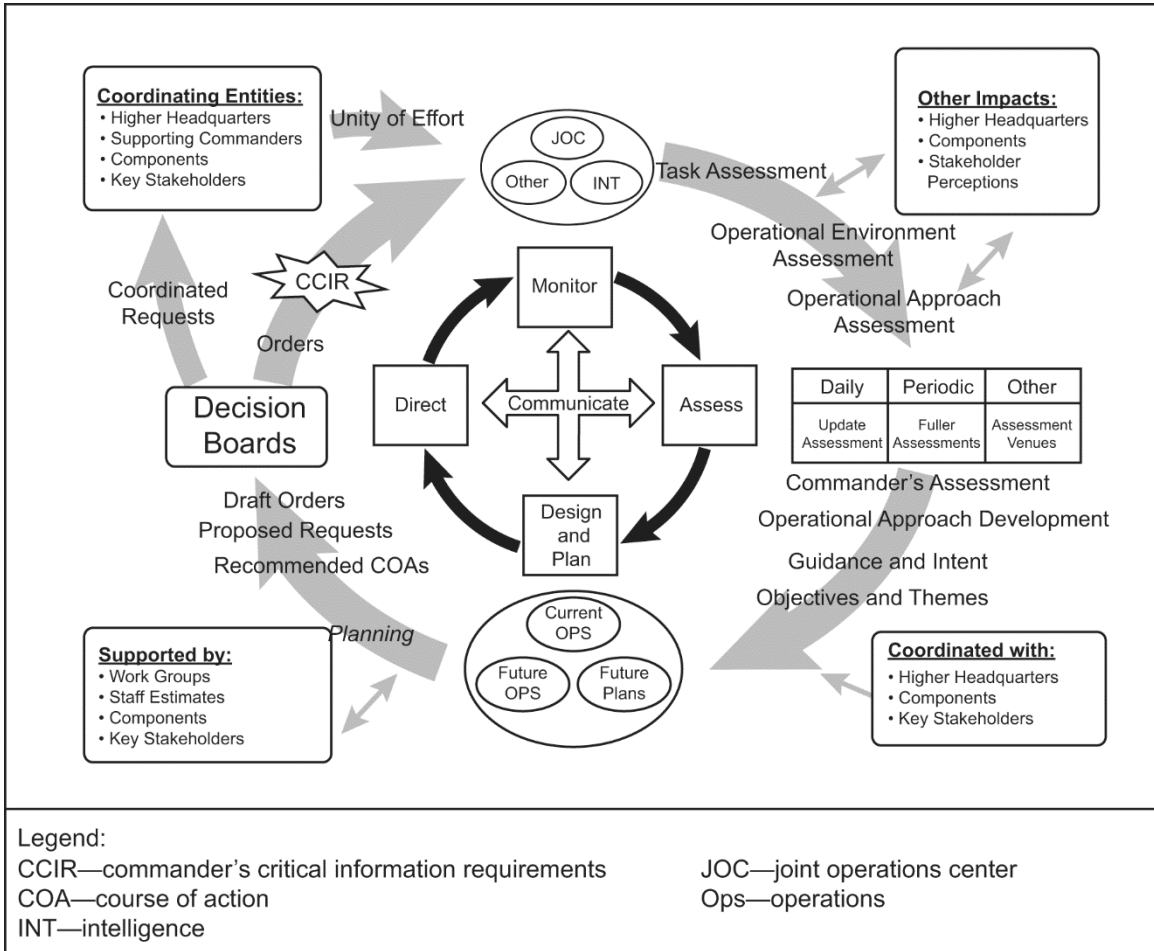 Coordinating Entities:
• Higher Headquarters
• Supporting Commanders
• Components
• Key Stakeholders
Unity of Effort
JOC
Other
INT
Task Assessment
Other Impacts:
• Higher Headquarters
• Components
• Stakeholder
Perceptions
Operational Environment
Assessment
Operational Approach
Assessment
CCIR
Coordinated
Requests
Orders
Monitor
Direct
Communicate
Assess
Design
and
Plan
Decision
Boards
Daily
Periodic
Other
Update
Assessment
Fuller
Assessments
Assessment
Venues
Commander’s Assessment
Operational Approach Development
Guidance and Intent
Objectives and Themes
Draft Orders
Proposed Requests
Recommended COAs
Planning
Current
OPS
Future
OPS
Future
Plans
Supported by:
• Work Groups
• Staff Estimates
• Components
• Key Stakeholders
Coordinated with:
• Higher Headquarters
• Components
• Key Stakeholders
Legend:
CCIR—commander’s critical information requirements
COA—course of action
INT—intelligence
JOC—joint operations center
Ops—operations